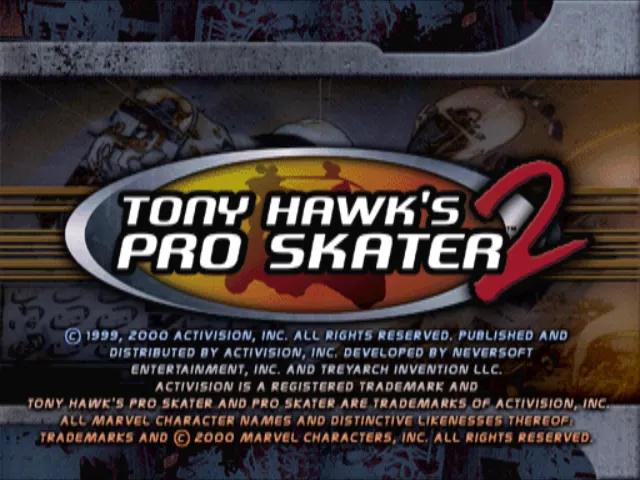 TONY HAWK'S
PRO SKATER 2™
© 1999, 2000 ACTIVISION, INC. ALL RIGHTS RESERVED. PUBLISHED AND
DISTRIBUTED BY ACTIVISION, INC. DEVELOPED BY NEVERSOFT
ENTERTAINMENT, INC. AND TREYARCH INVENTION LLC.
ACTIVISION IS A REGISTERED TRADEMARK AND
TONY HAWK'S PRO SKATER AND PRO SKATER ARE TRADEMARKS OF ACTIVISION, INC.
ALL MARVEL CHARACTER NAMES AND DISTINCTIVE LIKENESSES THEREOF:
TRADEMARKS AND © 2000 MARVEL CHARACTERS, INC. ALL RIGHTS RESERVED.